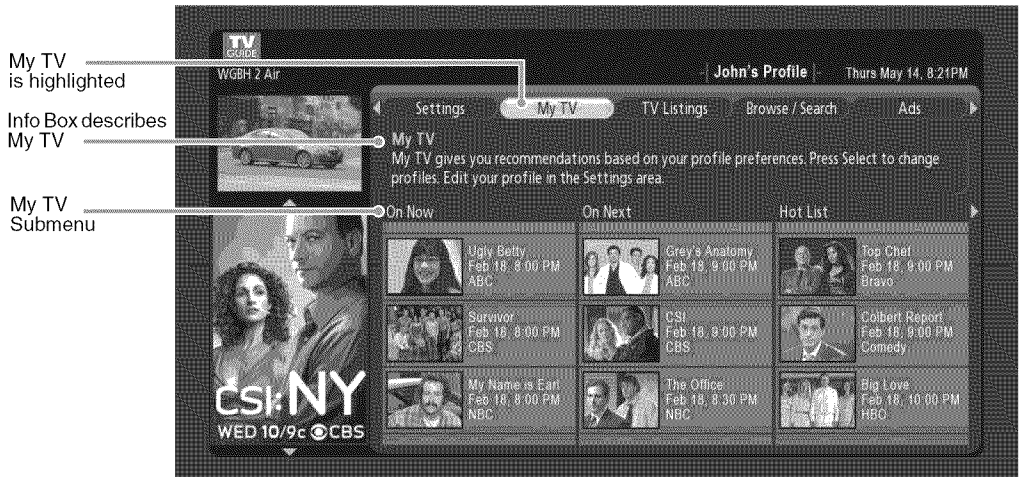 My TV
is highlighted
Info Box describes
My TV
My TV
Submenu
TV
GUIDE
WGBH 2 Air
John's Profile
Thurs May 14, 8:21PM
Settings
My TV
TV Listings
Browse / Search
Ads
My TV
My TV gives you recommendations based on your profile preferences. Press Select to change
profiles. Edit your profile in the Settings area.
On Now
On Next
Hot List
Ugly Betty
Feb 18, 8:00 PM
ABC
Grey's Anatomy
Feb 18, 9:00 PM
ABC
Top Chef
Feb 18, 9:00 PM
Bravo
Survivor
Feb 18, 8:00 PM
CBS
CSI
Feb 18, 9:00 PM
CBS
Colbert Report
Feb 18, 9:00 PM
Comedy
My Name is Earl
Feb 18, 8:00 PM
NBC
The Office
Feb 18, 8:30 PM
NBC
Big Love
Feb 18, 10:00 PM
HBO
CSI:NY
WED 10/9c CBS